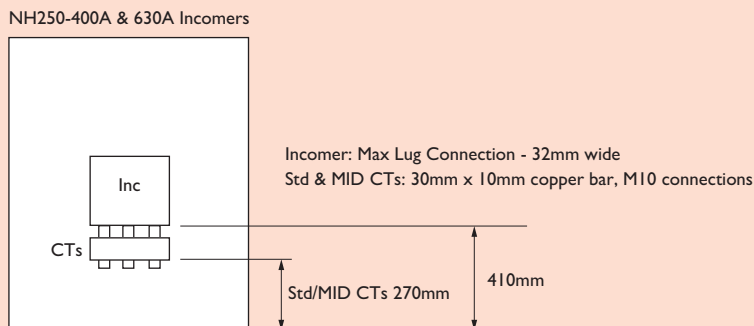 NH250-400A & 630A Incomers
Incomer: Max Lug Connection - 32mm wide
Std & MID CTs: 30mm x 10mm copper bar, M10 connections
Inc
CTs
Std/MID CTs 270mm
410mm